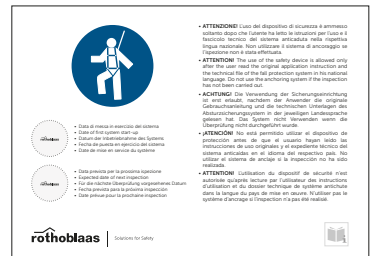 rothoblaas
• Data di messa in esercizio del sistema
• Date of first system start-up
• Datum der Inbetriebnahme des Systems
• Fecha de puesta en ejercicio del sistema
• Date de mise en service du système
rothoblaas
• Data prevista per la prossima ispezione
• Expected date of next inspection
• Für die nächste Überprüfung vorgesehenes Datum
• Fecha prevista para la próxima inspección
• Date prévue pour la prochaine inspection
rothoblaas
Solutions for Safety
• ATTENZIONE! L'uso del dispositivo di sicurezza è ammesso
soltanto dopo che l'utente ha letto le istruzioni per l'uso e il
fascicolo tecnico del sistema anticaduta nella rispettiva
lingua nazionale. Non utilizzare il sistema di ancoraggio se
l'ispezione non è stata effettuata.
• ATTENTION! The use of the safety device is allowed only
after the user read the original application instruction and
the technical file of the fall protection system in his national
language. Do not use the anchoring system if the inspection
has not been carried out.
• ACHTUNG! Die Verwendung der Sicherungseinrichtung
ist erst erlaubt, nachdem der Anwender die originale
Gebrauchsanleitung und die technischen Unterlagen des
Absturzsicherungssystem in der jeweiligen Landessprache
gelesen hat. Das System nicht Verwenden wenn die
Überprüfung nicht durchgeführt wurde.
• ¡ATENCIÓN! No está permitido utilizar el dispositivo de
protección antes de que el usuario hayan leído las
instrucciones de uso originales y el expediente técnico del
sistema anticaídas en el idioma del respectivo país. No
utilizar el sistema de anclaje si la inspección no ha sido
realizada.
• ATTENTION! L'utilisation du dispositif de sécurité n'est
autorisée qu'après lecture par l'utilisateur des instructions
d'utilisation et du dossier technique de système antichute
dans la langue du pays de mise en œuvre. N'utiliser pas le
système d'ancrage si l'inspection n'a pas été réalisé.